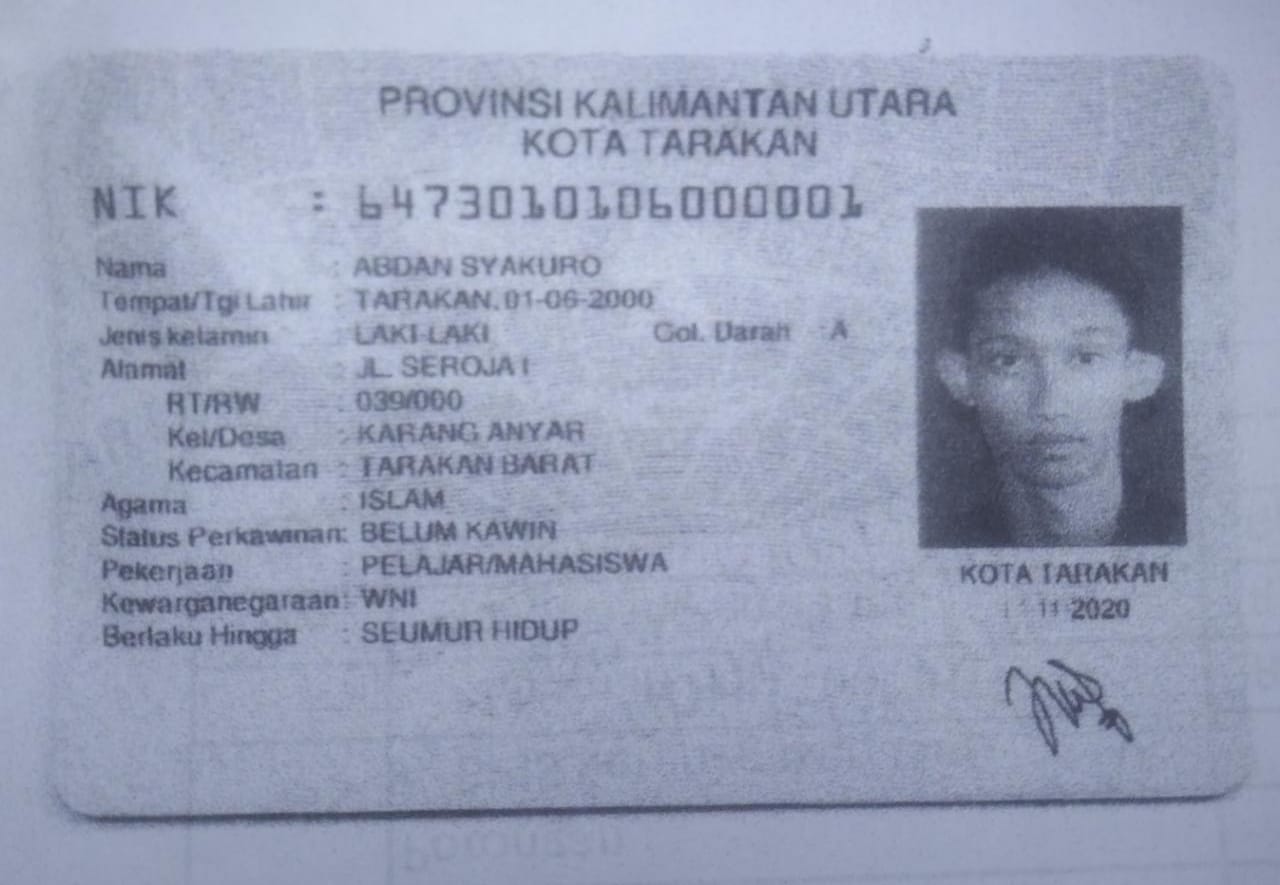 PROVINSI KALIMANTAN UTARA
KOTA TARAKAN
NIK : 6473010106000001
Nama : ABDAN SYAKURO
Tempat/Tgl Lahir : TARAKAN, 01-06-2000
Jenis kelamin : LAKI-LAKI Gol. Darah : A
Alamat : JL. SEROJA I
RT/RW : 039/000
Kel/Desa : KARANG ANYAR
Kecamatan : TARAKAN BARAT
Agama : ISLAM
Status Perkawinan: BELUM KAWIN
Pekerjaan : PELAJAR/MAHASISWA
Kewarganegaraan: WNI
Berlaku Hingga : SEUMUR HIDUP
KOTA TARAKAN
11 2020